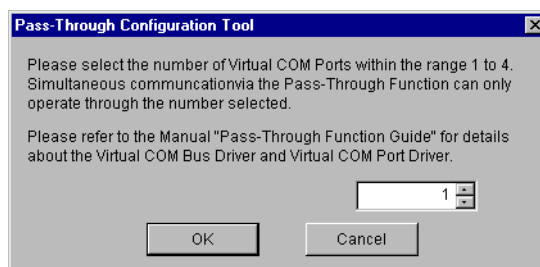 Pass-Through Configuration Tool
Please select the number of Virtual COM Ports within the range 1 to 4.
Simultaneous communcationvia the Pass-Through Function can only
operate through the number selected.
Please refer to the Manual "Pass-Through Function Guide" for details
about the Virtual COM Bus Driver and Virtual COM Port Driver.
1
OK
Cancel